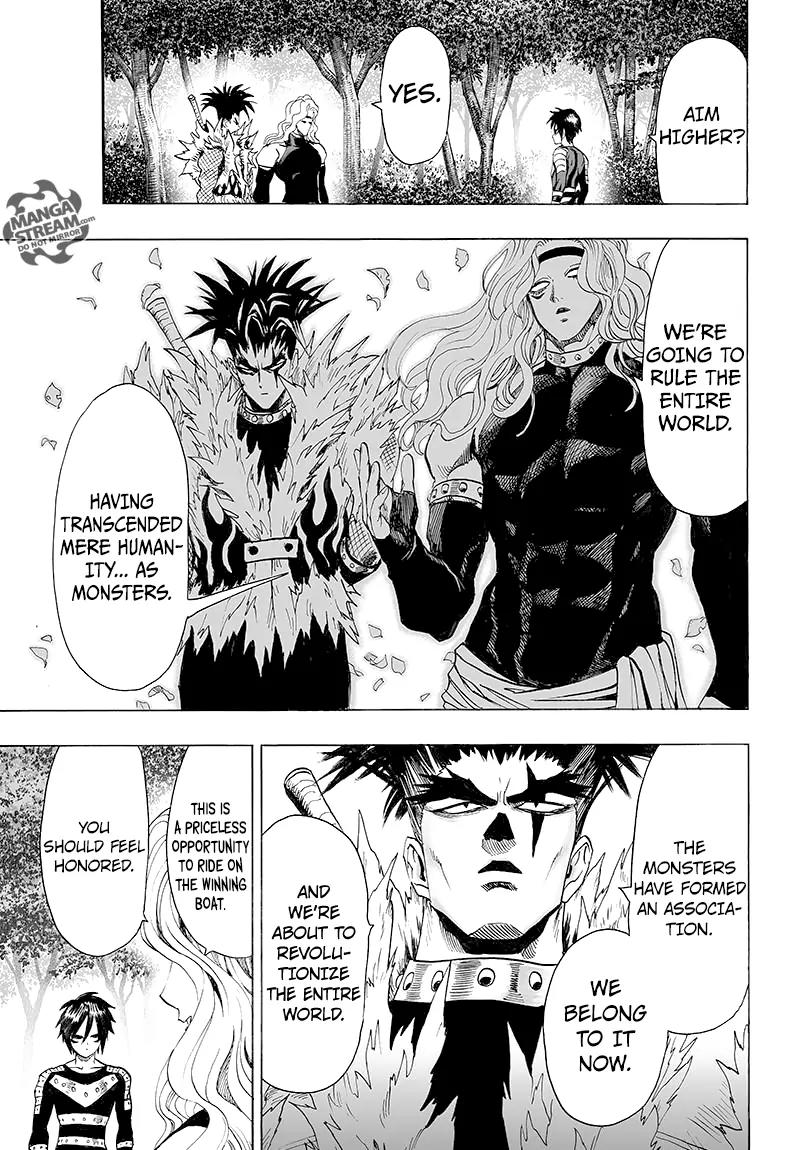 AIM
HIGHER?
YES.
MANGA
STREAM.com
DO NOT MIRROR
WE'RE
GOING TO
RULE THE
ENTIRE
WORLD.
HAVING
TRANSCENDED
MERE HUMAN-
ITY... AS
MONSTERS.
THE
MONSTERS
HAVE FORMED
AN ASSOCIA-
TION.
WE
BELONG
TO IT
NOW.
AND
WE'RE
ABOUT TO
REVOLU-
TIONIZE
THE ENTIRE
WORLD.
THIS IS
A PRICELESS
OPPORTUNITY
TO RIDE ON
THE WINNING
BOAT.
YOU
SHOULD FEEL
HONORED.